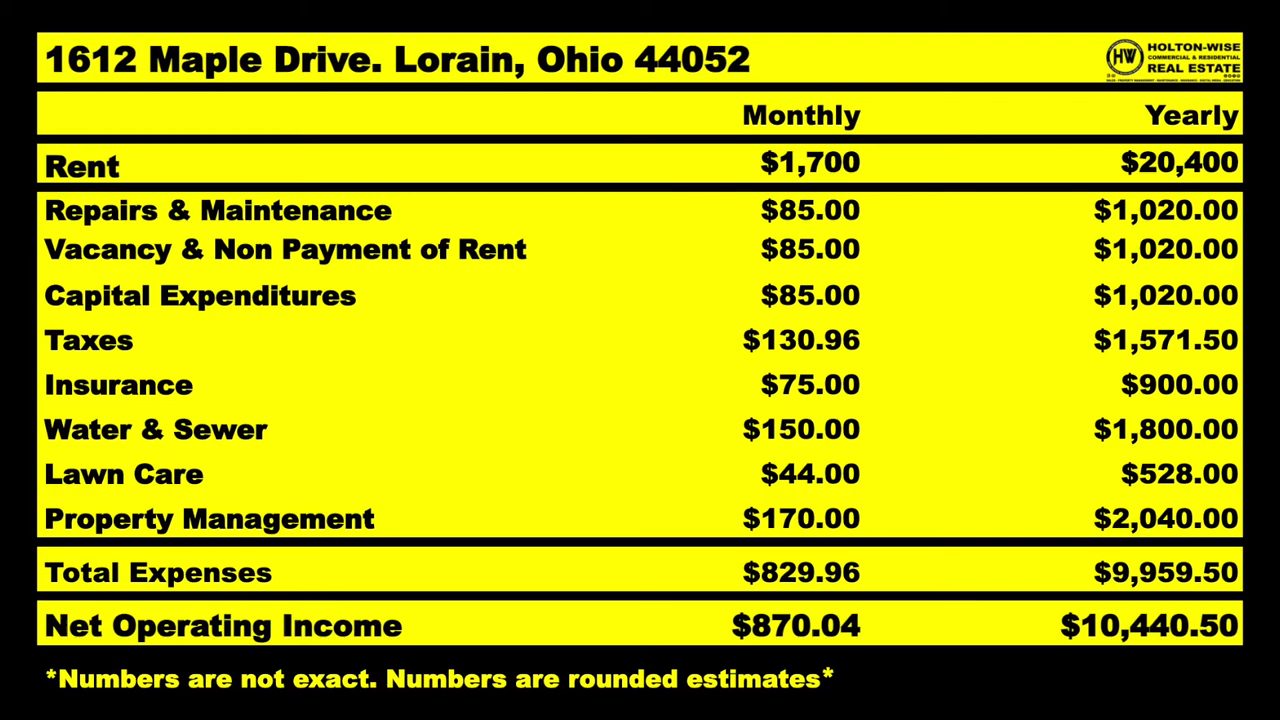 1612 Maple Drive. Lorain, Ohio 44052
HW
HOLTON-WISE
COMMERCIAL & RESIDENTIAL
REAL ESTATE
Monthly Yearly
Rent $1,700 $20,400
Repairs & Maintenance $85.00 $1,020.00
Vacancy & Non Payment of Rent $85.00 $1,020.00
Capital Expenditures $85.00 $1,020.00
Taxes $130.96 $1,571.50
Insurance $75.00 $900.00
Water & Sewer $150.00 $1,800.00
Lawn Care $44.00 $528.00
Property Management $170.00 $2,040.00
Total Expenses $829.96 $9,959.50
Net Operating Income $870.04 $10,440.50
*Numbers are not exact. Numbers are rounded estimates*